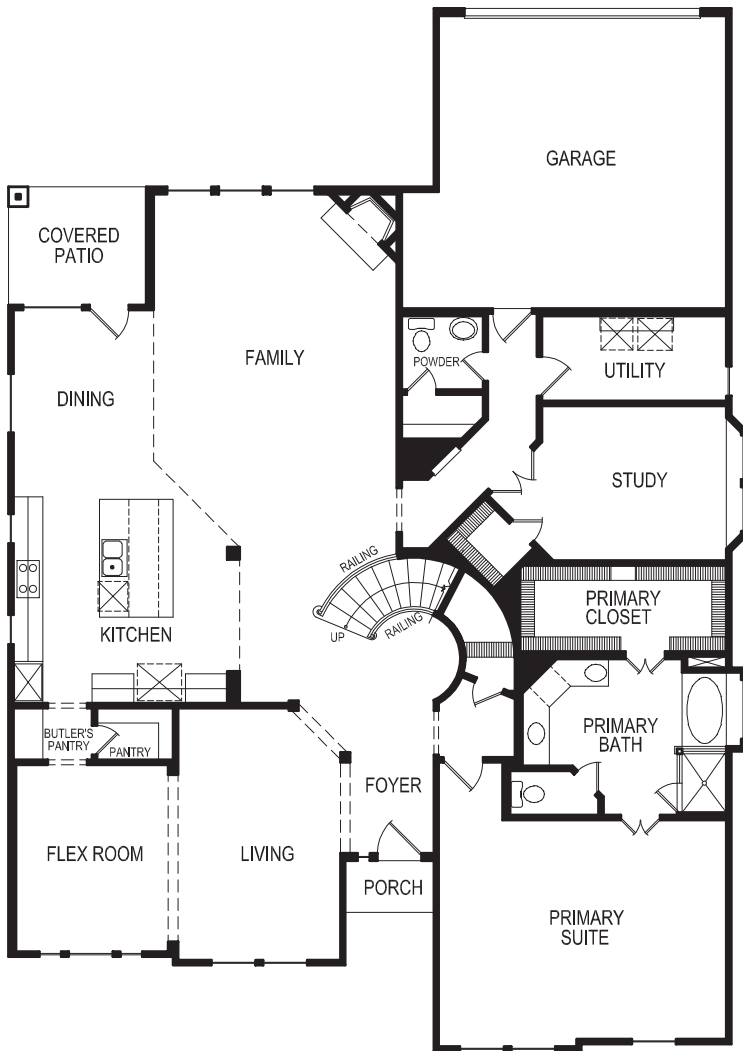 GARAGE
COVERED
PATIO
FAMILY
POWDER
UTILITY
DINING
STUDY
RAILING
UP
RAILING
PRIMARY
CLOSET
KITCHEN
BUTLER'S
PANTRY
PANTRY
PRIMARY
BATH
FOYER
FLEX ROOM
LIVING
PORCH
PRIMARY
SUITE